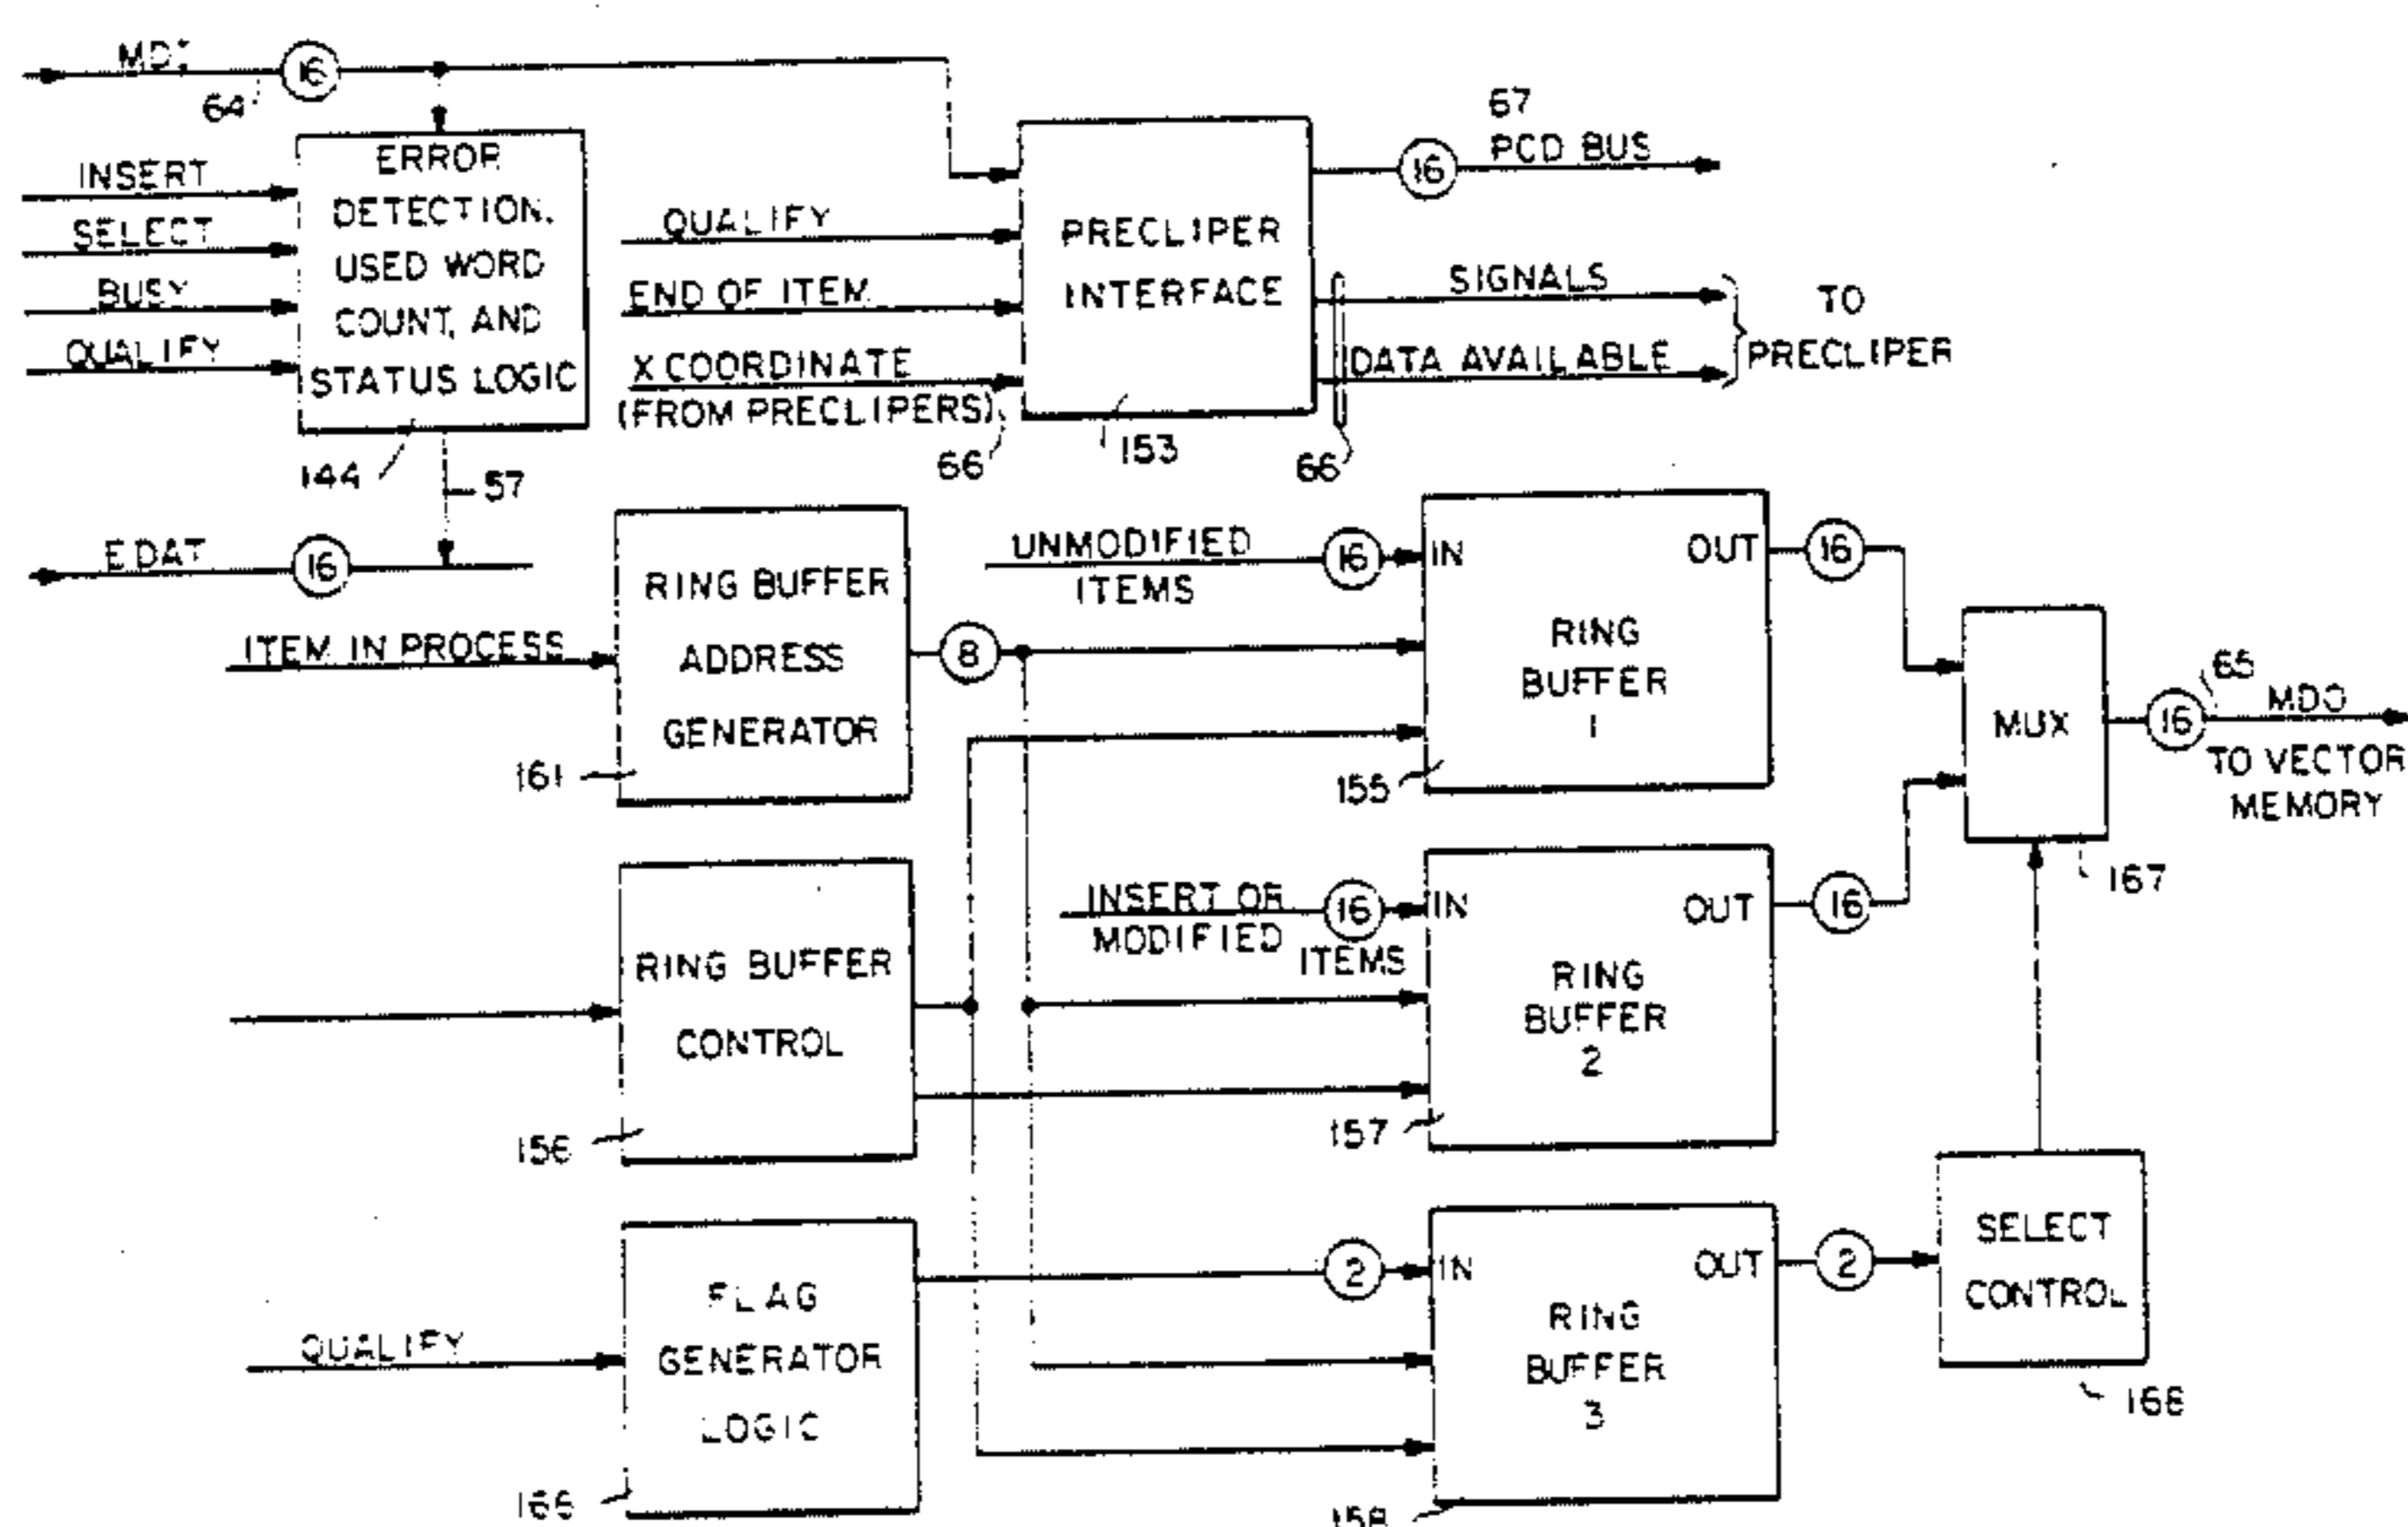 64
16
INSERT
SELECT
BUSY
QUALIFY
ERROR
DETECTION,
USED WORD
COUNT, AND
STATUS LOGIC
144
57
EDAT
16
QUALIFY
END OF ITEM
X COORDINATE
(FROM PRECLIPERS)
66
PRECLIPER
INTERFACE
153
67
16
PCD BUS
SIGNALS
DATA AVAILABLE
66
TO
PRECLIPER
ITEM IN PROCESS
RING BUFFER
ADDRESS
GENERATOR
161
8
UNMODIFIED
ITEMS
16
IN
OUT
RING
BUFFER
1
155
16
MUX
167
16
65
MDO
TO VECTOR
MEMORY
RING BUFFER
CONTROL
156
INSERT OR
MODIFIED
ITEMS
16
IN
OUT
RING
BUFFER
2
157
16
QUALIFY
FLAG
GENERATOR
LOGIC
2
IN
OUT
RING
BUFFER
3
158
2
SELECT
CONTROL